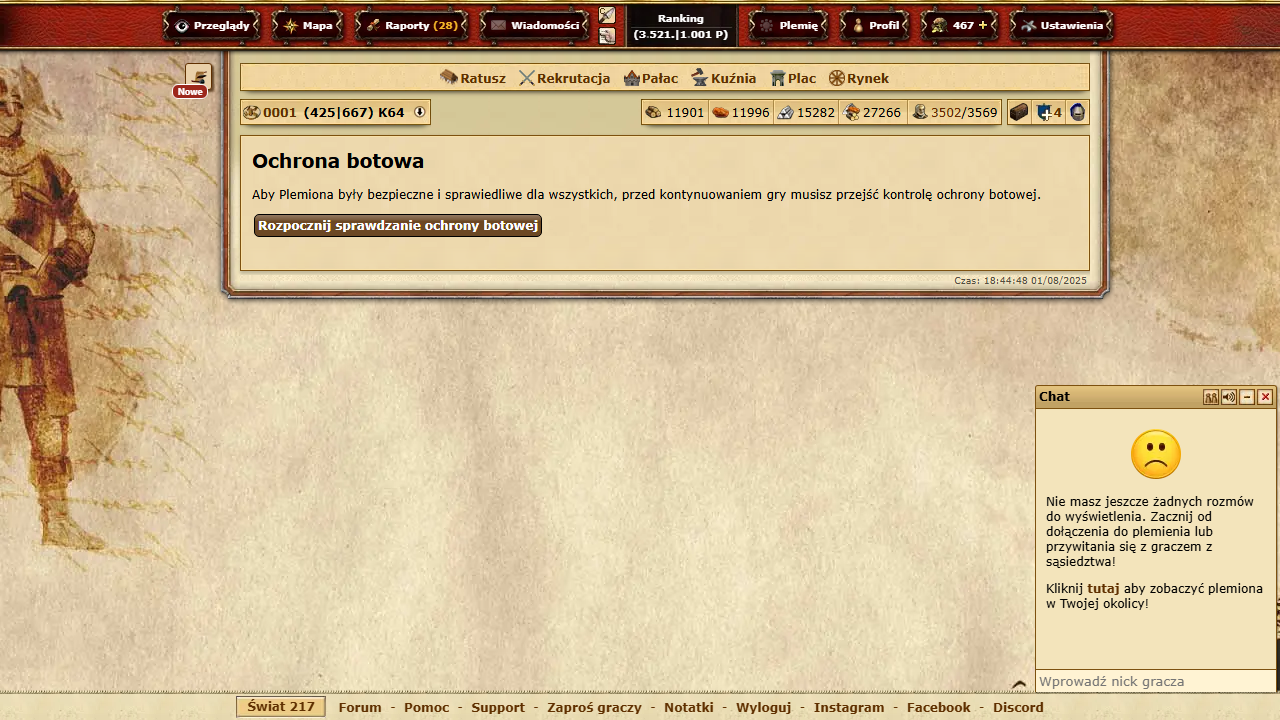 Przeglądy
Mapa
Raporty (28)
Wiadomości
Ranking
(3.521.|1.001 P)
Plemię
Profil
467 +
Ustawienia
Nowe
Ratusz
Rekrutacja
Pałac
Kuźnia
Plac
Rynek
0001 (425|667) K64
11901
11996
15282
27266
3502/3569
4
Ochrona botowa
Aby Plemiona były bezpieczne i sprawiedliwe dla wszystkich, przed kontynuowaniem gry musisz przejść kontrolę ochrony botowej.
Rozpocznij sprawdzanie ochrony botowej
Czas: 18:44:48 01/08/2025
Chat
Nie masz jeszcze żadnych rozmów
do wyświetlenia. Zacznij od
dołączenia do plemienia lub
przywitania się z graczem z
sąsiedztwa!
Kliknij tutaj aby zobaczyć plemiona
w Twojej okolicy!
Wprowadź nick gracza
Świat 217
Forum - Pomoc - Support - Zaproś graczy - Notatki - Wyloguj - Instagram - Facebook - Discord